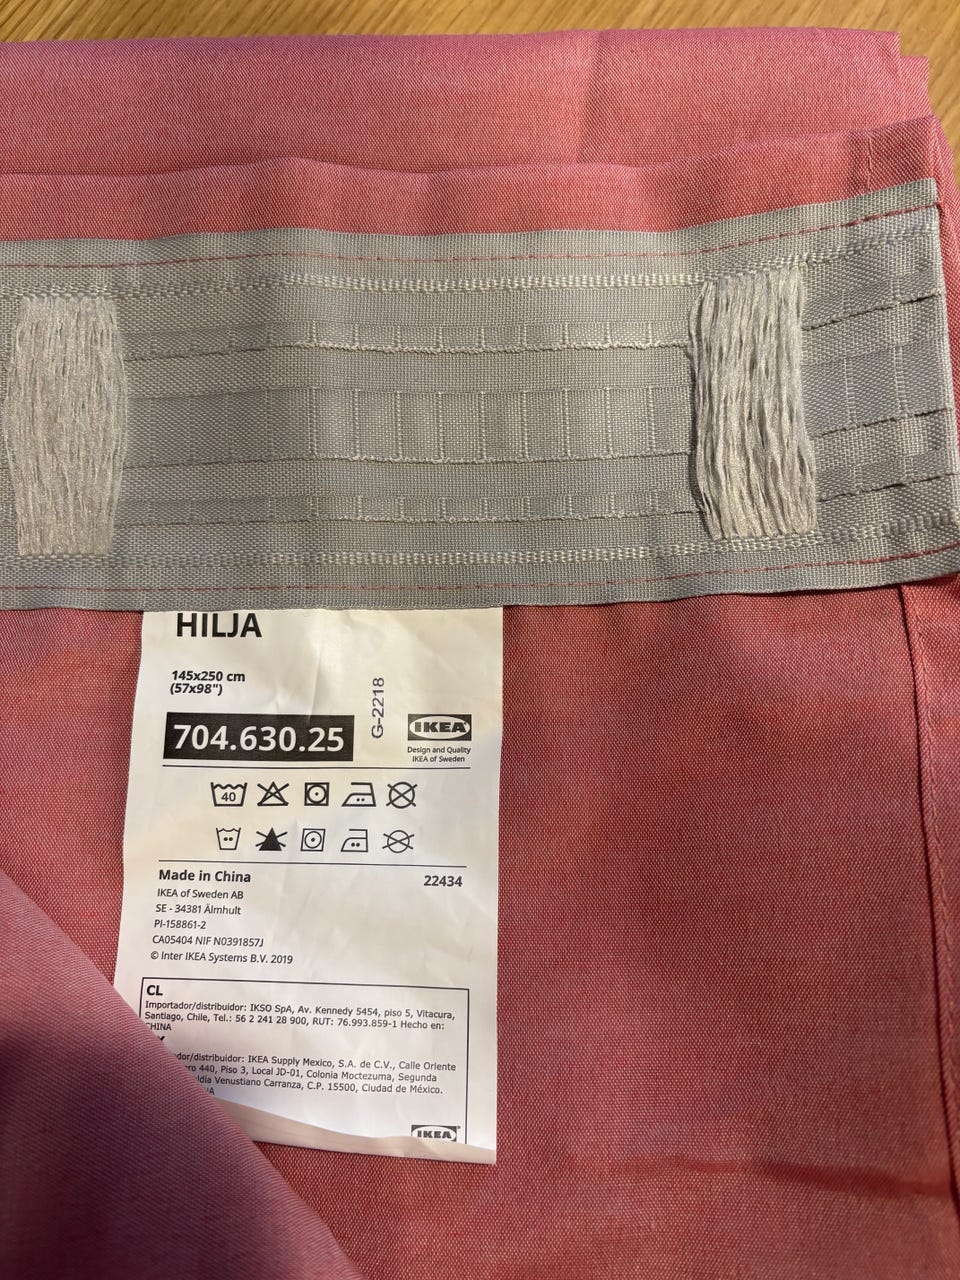 HILJA
145x250 cm
(57x98")
G-2218
704.630.25
IKEA
Design and Quality
IKEA of Sweden
40
Made in China
22434
IKEA of Sweden AB
SE - 34381 Älmhult
PI-158861-2
CA05404 NIF N0391857J
© Inter IKEA Systems B.V. 2019
CL
Importador/distribuidor: IKSO SpA, Av. Kennedy 5454, piso 5, Vitacura,
Santiago, Chile, Tel.: 56 2 241 28 900, RUT: 76.993.859-1 Hecho en:
CHINA
/distribuidor: IKEA Supply Mexico, S.A. de C.V., Calle Oriente
440, Piso 3, Local JD-01, Colonia Moctezuma, Segunda
Venustiano Carranza, C.P. 15500, Ciudad de México.
IKEA